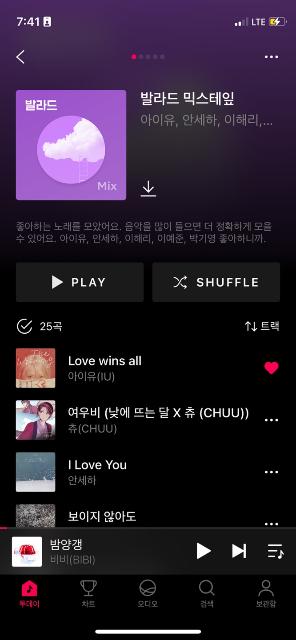 7:41
LTE
발라드
Mix
발라드 믹스테잎
아이유, 안세하, 이해리,...
좋아하는 노래를 모았어요. 음악을 많이 들으면 더 정확하게 모을
수 있어요. 아이유, 안세하, 이해리, 이예준, 박기영 좋아하니까.
PLAY
SHUFFLE
25곡
트랙
Love wins all
아이유(IU)
여우비 (낮에 뜨는 달 X 츄 (CHUU))
츄(CHUU)
I Love You
안세하
보이지 않아도
밤양갱
비비(BIBI)
투데이
차트
오디오
검색
보관함